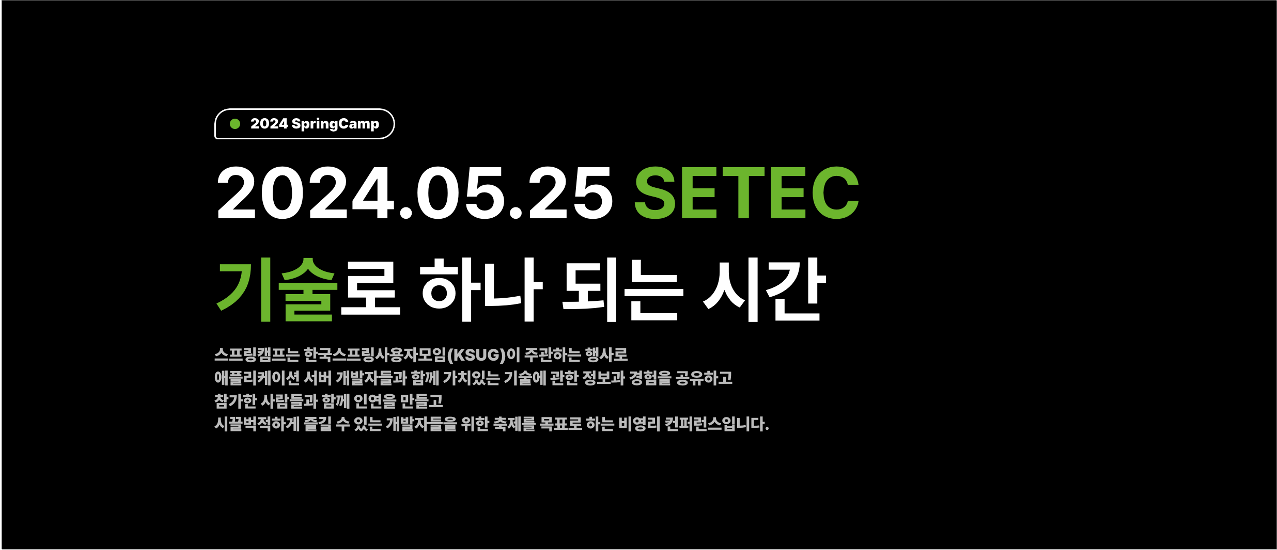 2024 SpringCamp
2024.05.25 SETEC
기술로 하나 되는 시간
스프링캠프는 한국스프링사용자모임(KSUG)이 주관하는 행사로
애플리케이션 서버 개발자들과 함께 가치있는 기술에 관한 정보과 경험을 공유하고
참가한 사람들과 함께 인연을 만들고
시끌벅적하게 즐길 수 있는 개발자들을 위한 축제를 목표로 하는 비영리 컨퍼런스입니다.